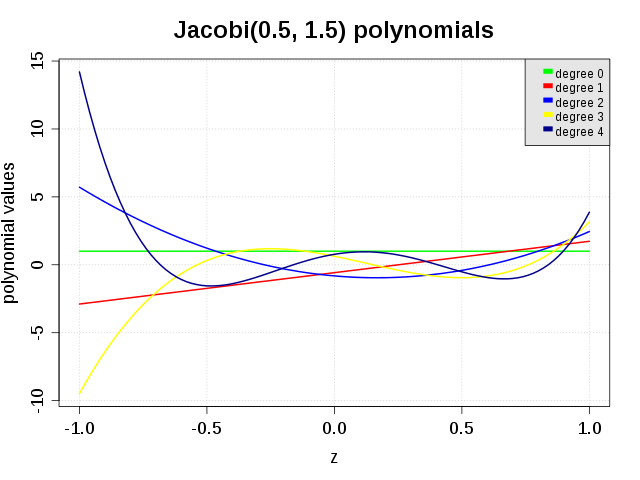 Jacobi(0.5, 1.5) polynomials
degree 0
degree 1
degree 2
degree 3
degree 4
polynomial values
15
10
5
0
-5
-10
-1.0 -0.5 0.0 0.5 1.0
z